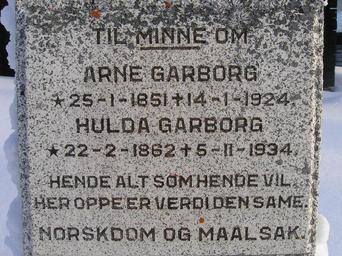 TIL MINNE OM
ARNE GARBORG
★25-1-1851✝14-1-1924.
HULDA GARBORG
★22-2-1862✝5-11-1934.
HENDE ALT SOM HENDE VIL
HER OPPE ER VERDI DEN SAME.
NORSKDOM OG MAALSAK.